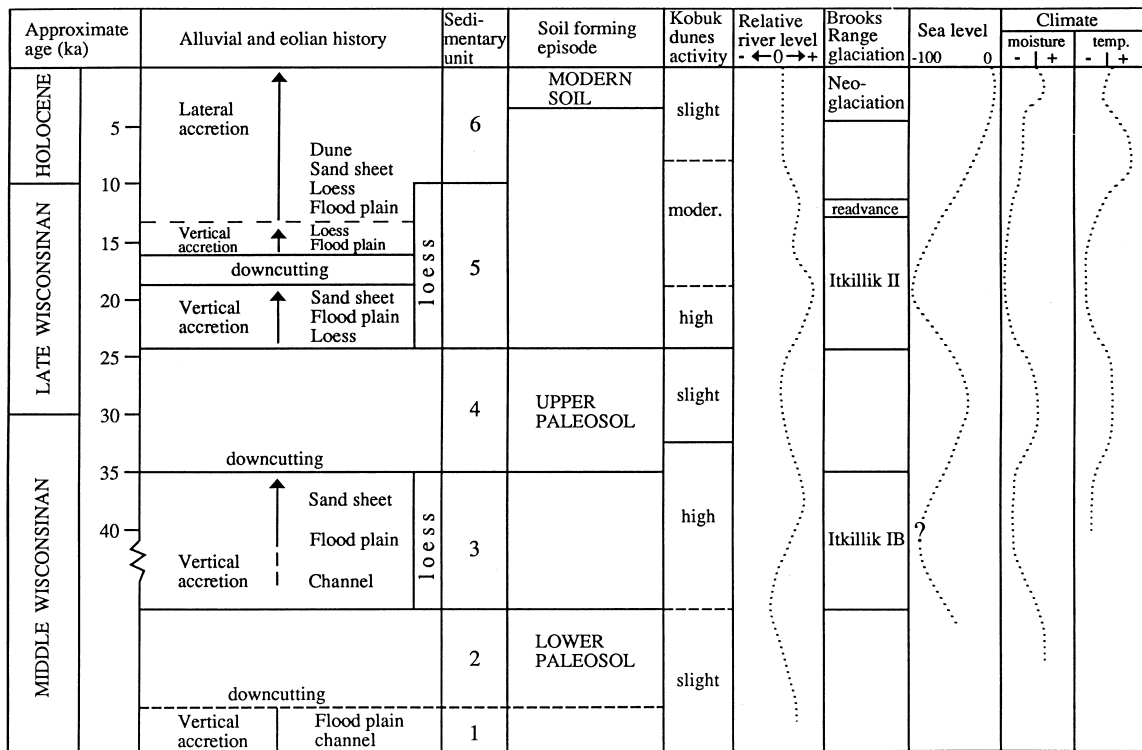 Approximate
age (ka)
Alluvial and eolian history
Sedi-
mentary
unit
Soil forming
episode
Kobuk
dunes
activity
Relative
river level
- ←0→ +
Brooks
Range
glaciation
Sea level
-100 0
Climate
moisture
- | +
temp.
- | +
HOLOCENE
LATE WISCONSINAN
MIDDLE WISCONSINAN
5
10
15
20
25
30
35
40
Lateral
accretion
Dune
Sand sheet
Loess
Flood plain
Vertical
accretion
Loess
Flood plain
downcutting
Vertical
accretion
Sand sheet
Flood plain
Loess
loess
downcutting
Vertical
accretion
Sand sheet
Flood plain
Channel
loess
downcutting
Vertical
accretion
Flood plain
channel
6
5
4
3
2
1
MODERN
SOIL
UPPER
PALEOSOL
LOWER
PALEOSOL
slight
moder.
high
slight
high
slight
Neo-
glaciation
readvance
Itkillik II
Itkillik IB
?